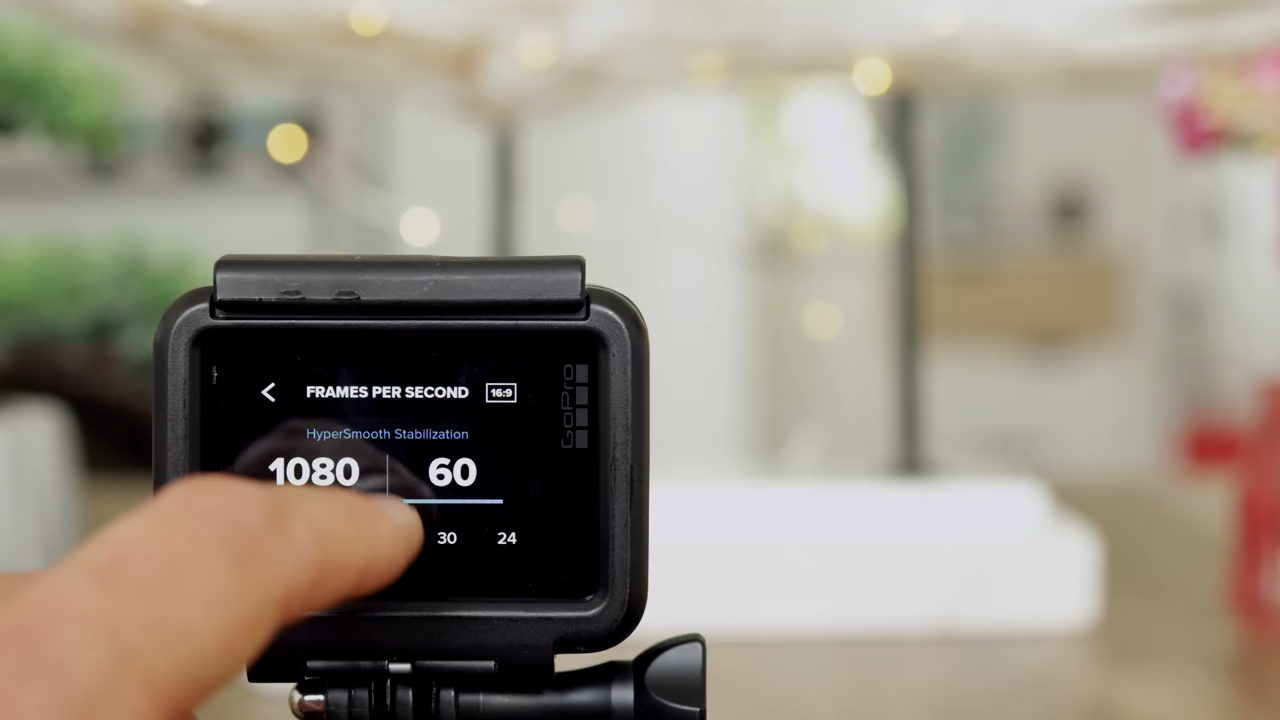 < FRAMES PER SECOND 16:9
HyperSmooth Stabilization
1080 60
30 24
GoPro